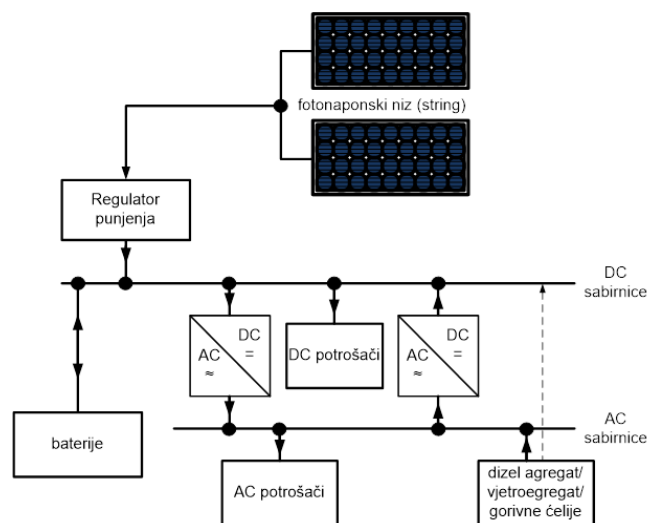 fotonaponski niz (string)
Regulator
punjenja
DC
sabirnice
AC
≈
DC
=
DC potrošači
AC
≈
DC
=
baterije
AC
sabirnice
AC potrošači
dizel agregat/
vjetroegregat/
gorivne ćelije